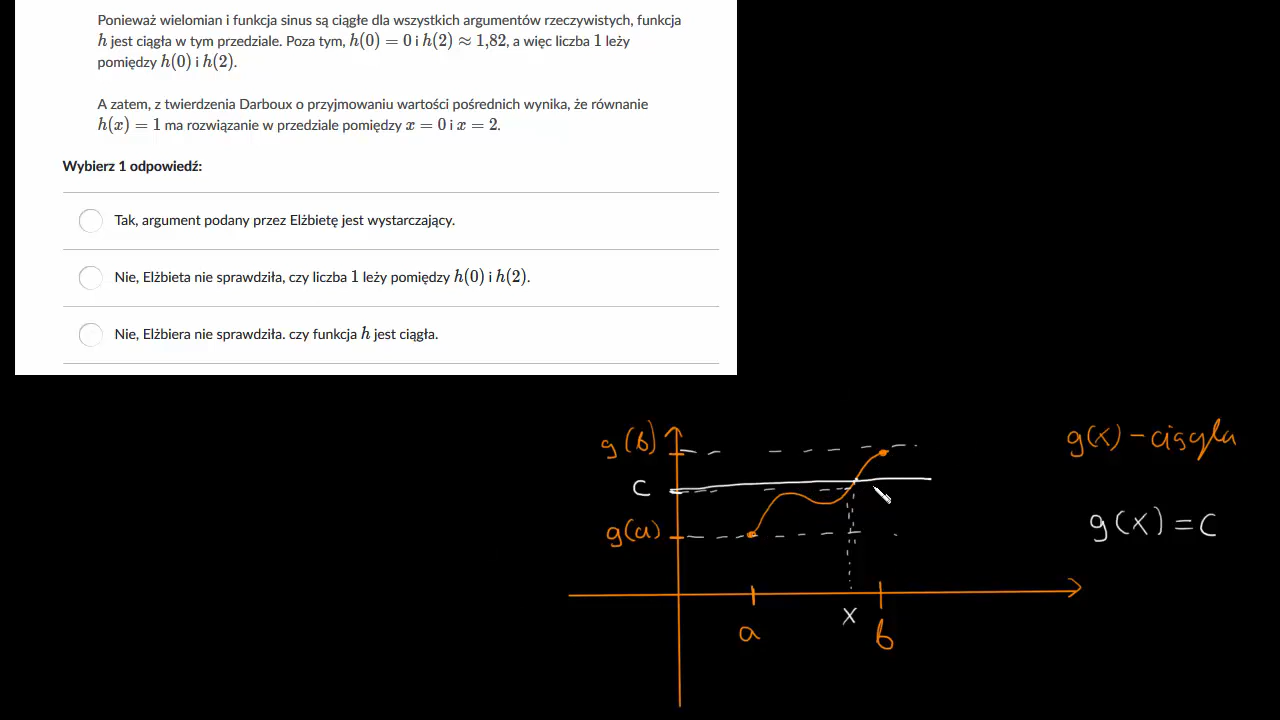 Ponieważ wielomian i funkcja sinus są ciągłe dla wszystkich argumentów rzeczywistych, funkcja
h jest ciągła w tym przedziale. Poza tym, h(0) = 0 i h(2) ≈ 1,82, a więc liczba 1 leży
pomiędzy h(0) i h(2).
A zatem, z twierdzenia Darboux o przyjmowaniu wartości pośrednich wynika, że równanie
h(x) = 1 ma rozwiązanie w przedziale pomiędzy x = 0 i x = 2.
Wybierz 1 odpowiedź:
Tak, argument podany przez Elżbietę jest wystarczający.
Nie, Elżbieta nie sprawdziła, czy liczba 1 leży pomiędzy h(0) i h(2).
Nie, Elżbiera nie sprawdziła. czy funkcja h jest ciągła.
g(b)
g(x) – ciągła
c
g(x) = c
g(a)
x
a
b